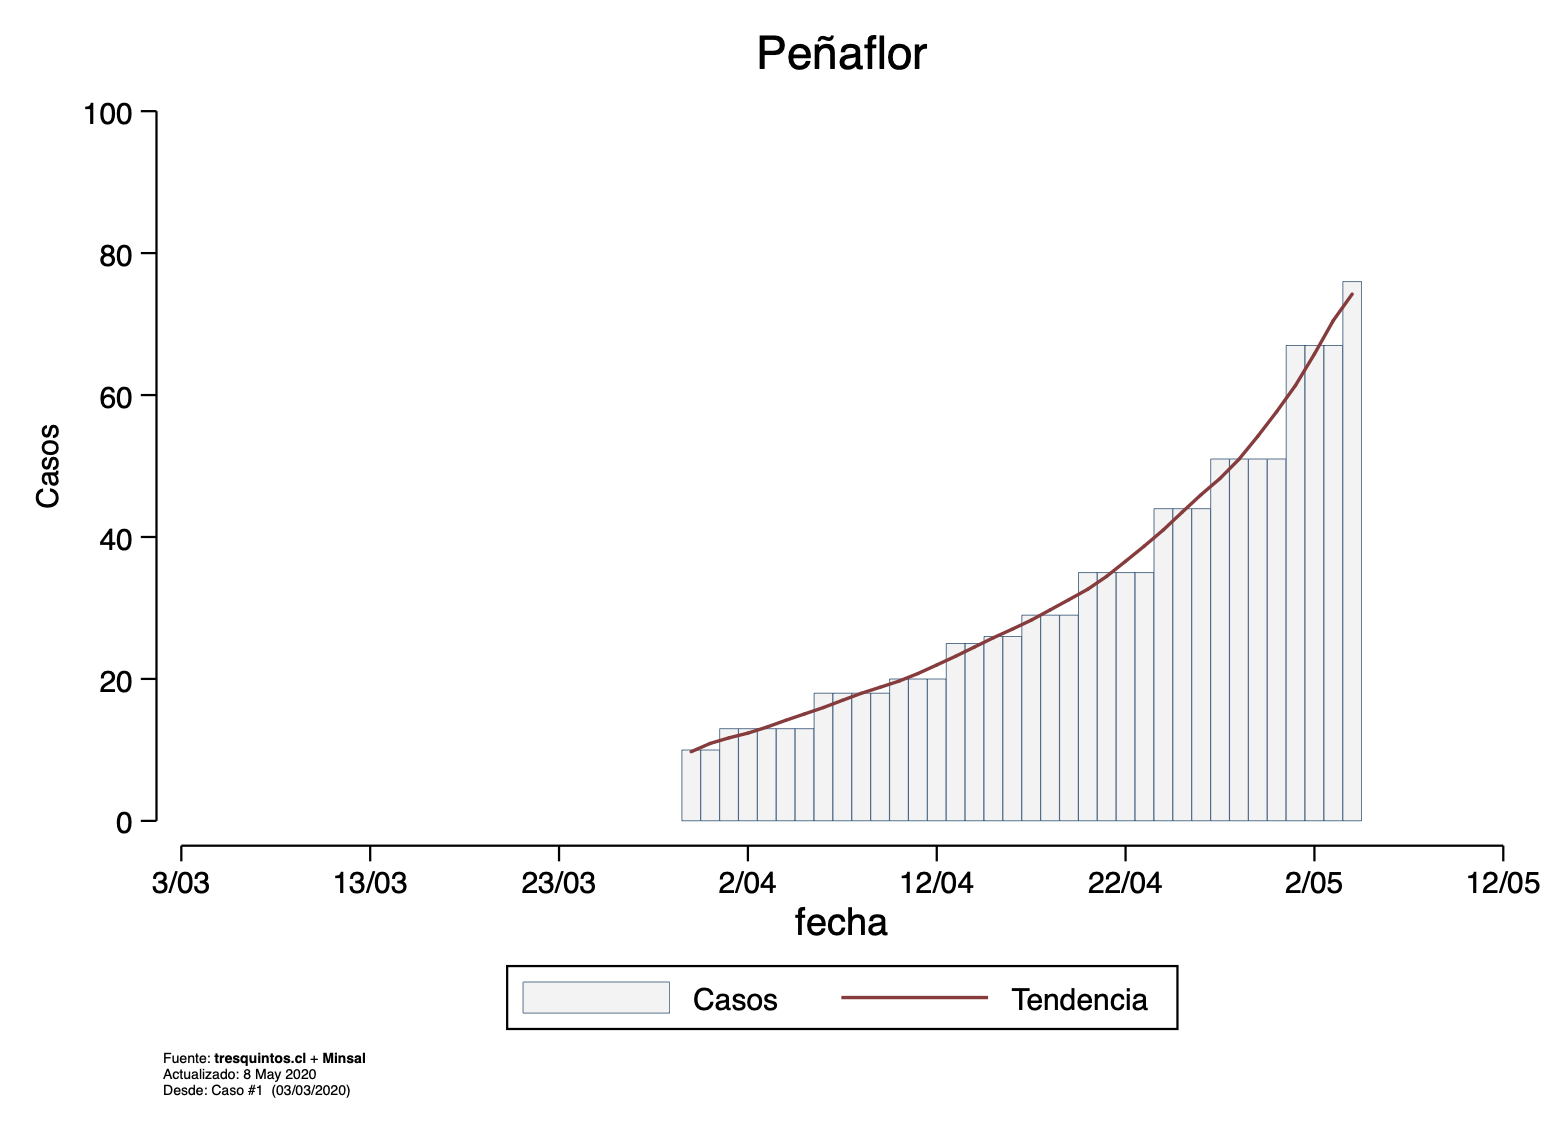 Peñaflor
100
80
60
40
20
0
Casos
3/03 13/03 23/03 2/04 12/04 22/04 2/05 12/05
fecha
Casos Tendencia
Fuente: tresquintos.cl + Minsal
Actualizado: 8 May 2020
Desde: Caso #1 (03/03/2020)